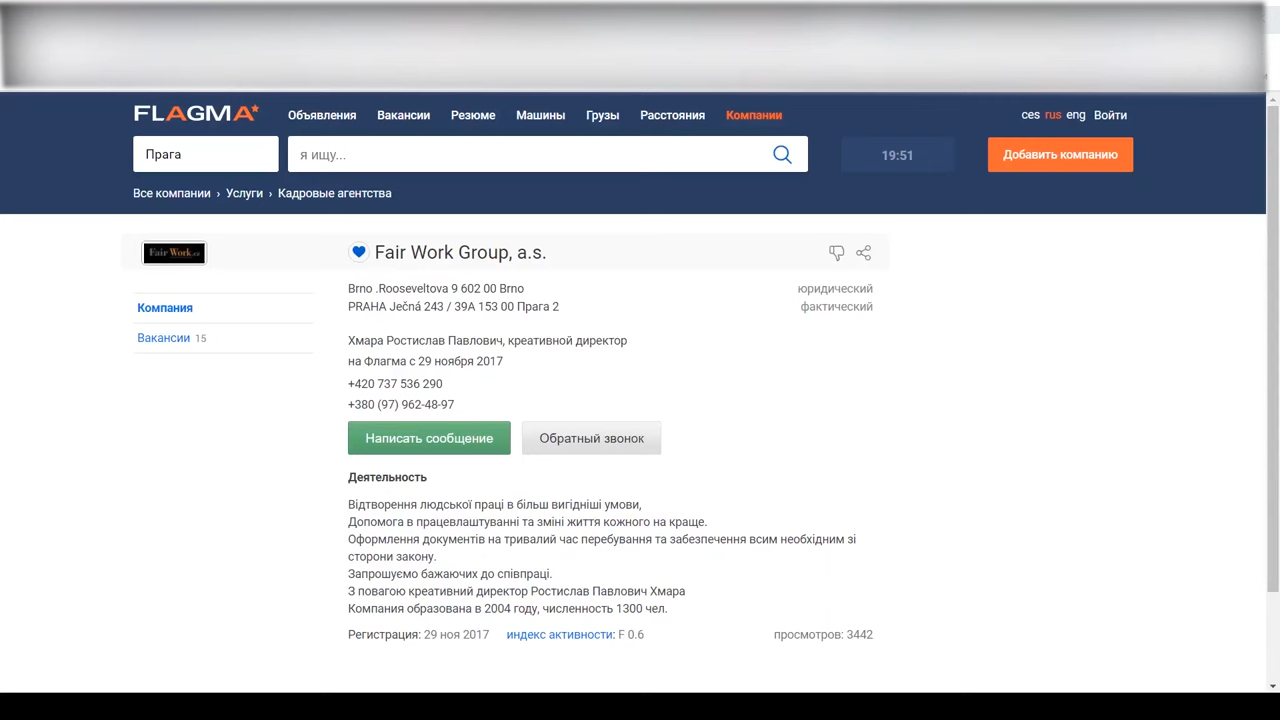 FLAGMA
Объявления Вакансии Резюме Машины Грузы Расстояния Компании
ces rus eng Войти
Прага
я ищу...
19:51
Добавить компанию
Все компании › Услуги › Кадровые агентства
Fair Work.cz
Fair Work Group, a.s.
Компания
Вакансии 15
Brno .Rooseveltova 9 602 00 Brno юридический
PRAHA Ječná 243 / 39A 153 00 Прага 2 фактический
Хмара Ростислав Павлович, креативной директор
на Флагма с 29 ноября 2017
+420 737 536 290
+380 (97) 962-48-97
Написать сообщение Обратный звонок
Деятельность
Відтворення людської праці в більш вигідніші умови,
Допомога в працевлаштуванні та зміні життя кожного на краще.
Оформлення документів на тривалий час перебування та забезпечення всим необхідним зі
сторони закону.
Запрошуємо бажаючих до співпраці.
З повагою креативний директор Ростислав Павлович Хмара
Компания образована в 2004 году, численность 1300 чел.
Регистрация: 29 ноя 2017 индекс активности: F 0.6 просмотров: 3442